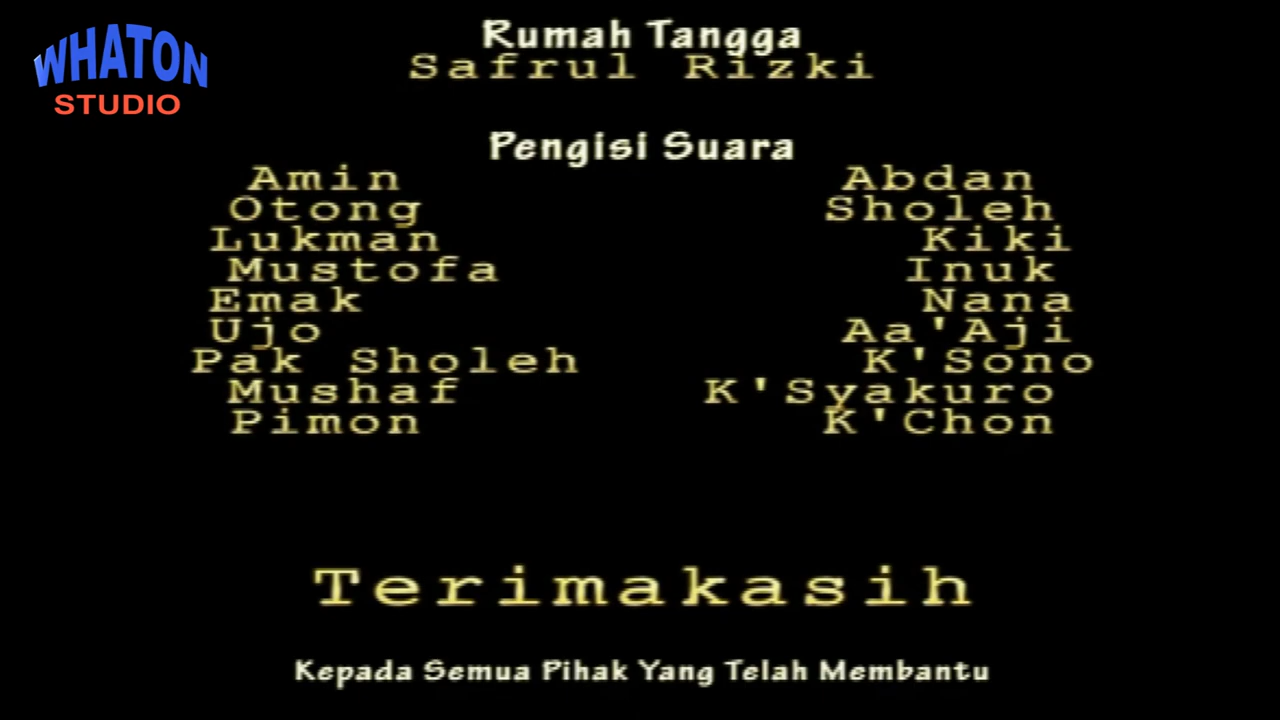 WHATON
STUDIO
Rumah Tangga
Safrul Rizki
Pengisi Suara
Amin Abdan
Otong Sholeh
Lukman Kiki
Mustofa Inuk
Emak Nana
Ujo Aa'Aji
Pak Sholeh K'Sono
Mushaf K'Syakuro
Pimon K'Chon
Terimakasih
Kepada Semua Pihak Yang Telah Membantu